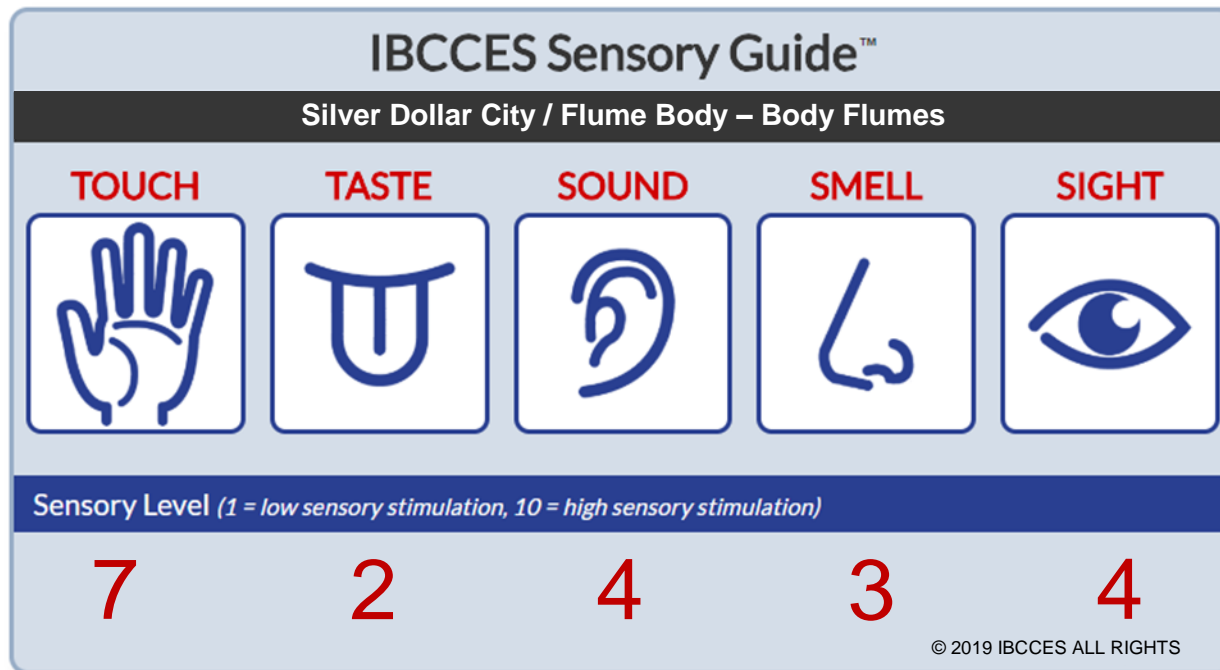 IBCCES Sensory Guide™
Silver Dollar City / Flume Body – Body Flumes
TOUCH TASTE SOUND SMELL SIGHT
Sensory Level (1 = low sensory stimulation, 10 = high sensory stimulation)
7 2 4 3 4
© 2019 IBCCES ALL RIGHTS